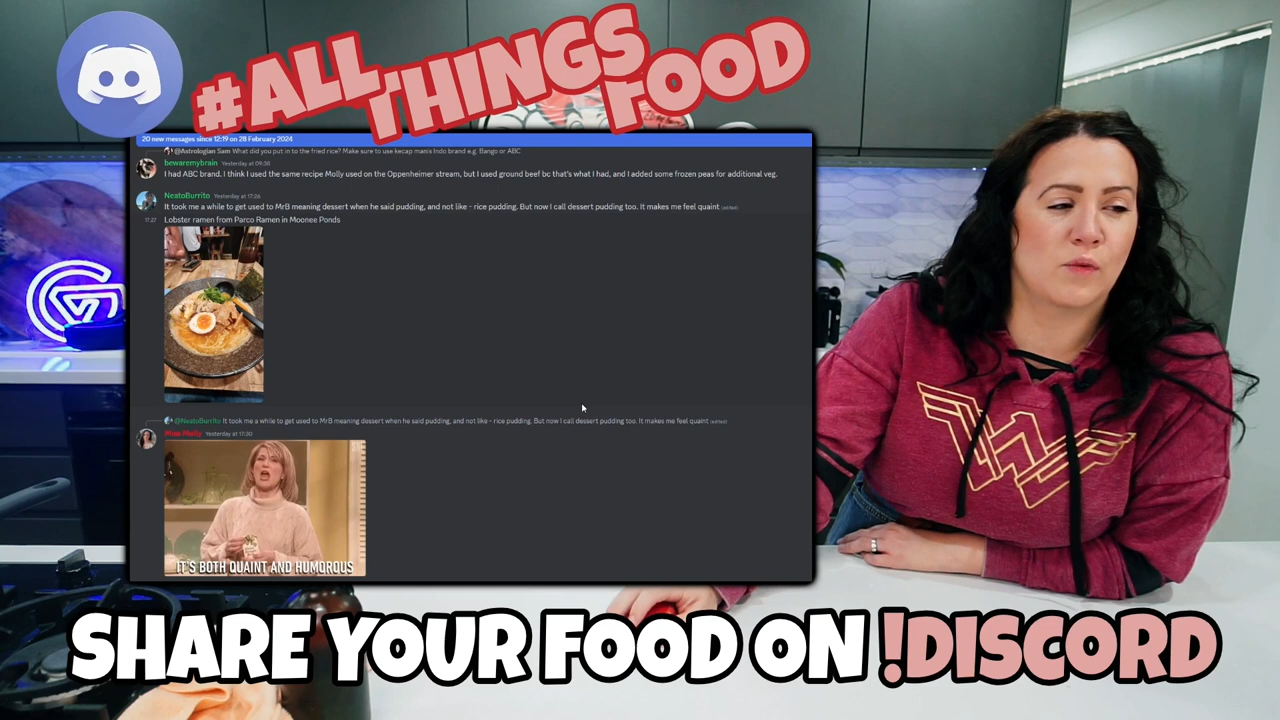 #ALL THINGS FOOD
20 new messages since 12:19 on 28 February 2024
@Astrologian Sam What did you put in the fried rice? Make sure to use kecap manis Indo brand e.g. Bango or ABC
bewaremybrain Yesterday at 09:38
I had ABC brand. I think I used the same recipe Molly used on the Oppenheimer stream, but I used ground beef bc that's what I had, and I added some frozen peas for additional veg.
NeatoBurrito Yesterday at 17:26
It took me a while to get used to MrB meaning dessert when he said pudding, and not like - rice pudding. But now I call dessert pudding too. It makes me feel quaint (edited)
17:27 Lobster ramen from Parco Ramen in Moonee Ponds
@NeatoBurrito It took me a while to get used to MrB meaning dessert when he said pudding, and not like - rice pudding. But now I call dessert pudding too. It makes me feel quaint (edited)
Miss Molly Yesterday at 17:30
IT'S BOTH QUAINT AND HUMOROUS
SHARE YOUR FOOD ON !DISCORD